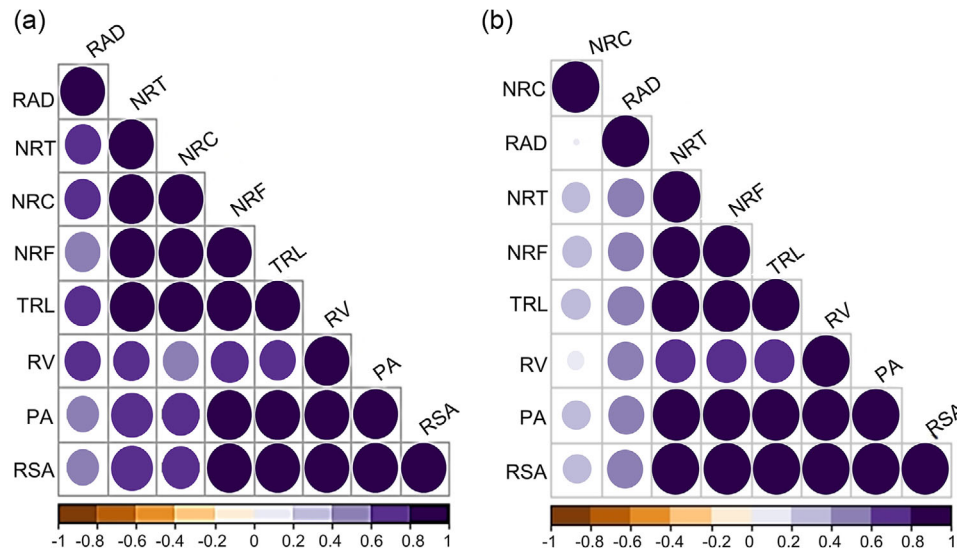 (a)
RAD
RAD
NRT
NRT
NRC
NRC
NRF
NRF
TRL
TRL
RV
RV
PA
PA
RSA
RSA
-1 -0.8 -0.6 -0.4 -0.2 0 0.2 0.4 0.6 0.8 1
(b)
NRC
NRC
RAD
RAD
NRT
NRT
NRF
NRF
TRL
TRL
RV
RV
PA
PA
RSA
RSA
-1 -0.8 -0.6 -0.4 -0.2 0 0.2 0.4 0.6 0.8 1